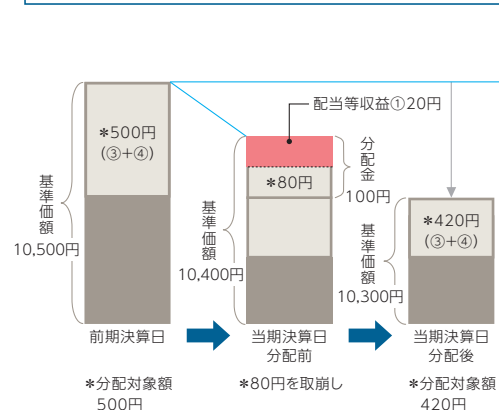 配当等収益①20円
*500円
(③+④)
*80円
分配金
100円
基準価額
10,500円
基準価額
10,400円
*420円
(③+④)
基準価額
10,300円
前期決算日
当期決算日
分配前
当期決算日
分配後
*分配対象額
500円
*80円を取崩し
*分配対象額
420円